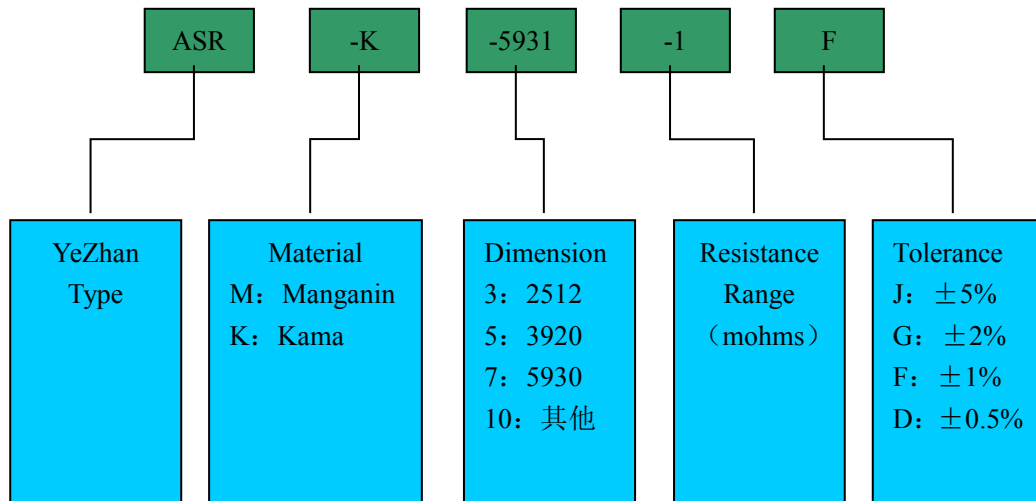 ASR
-K
-5931
-1
F
YeZhan
Type
Material
M：Manganin
K：Kama
Dimension
3：2512
5：3920
7：5930
10：其他
Resistance
Range
（mohms）
Tolerance
J：±5%
G：±2%
F：±1%
D：±0.5%